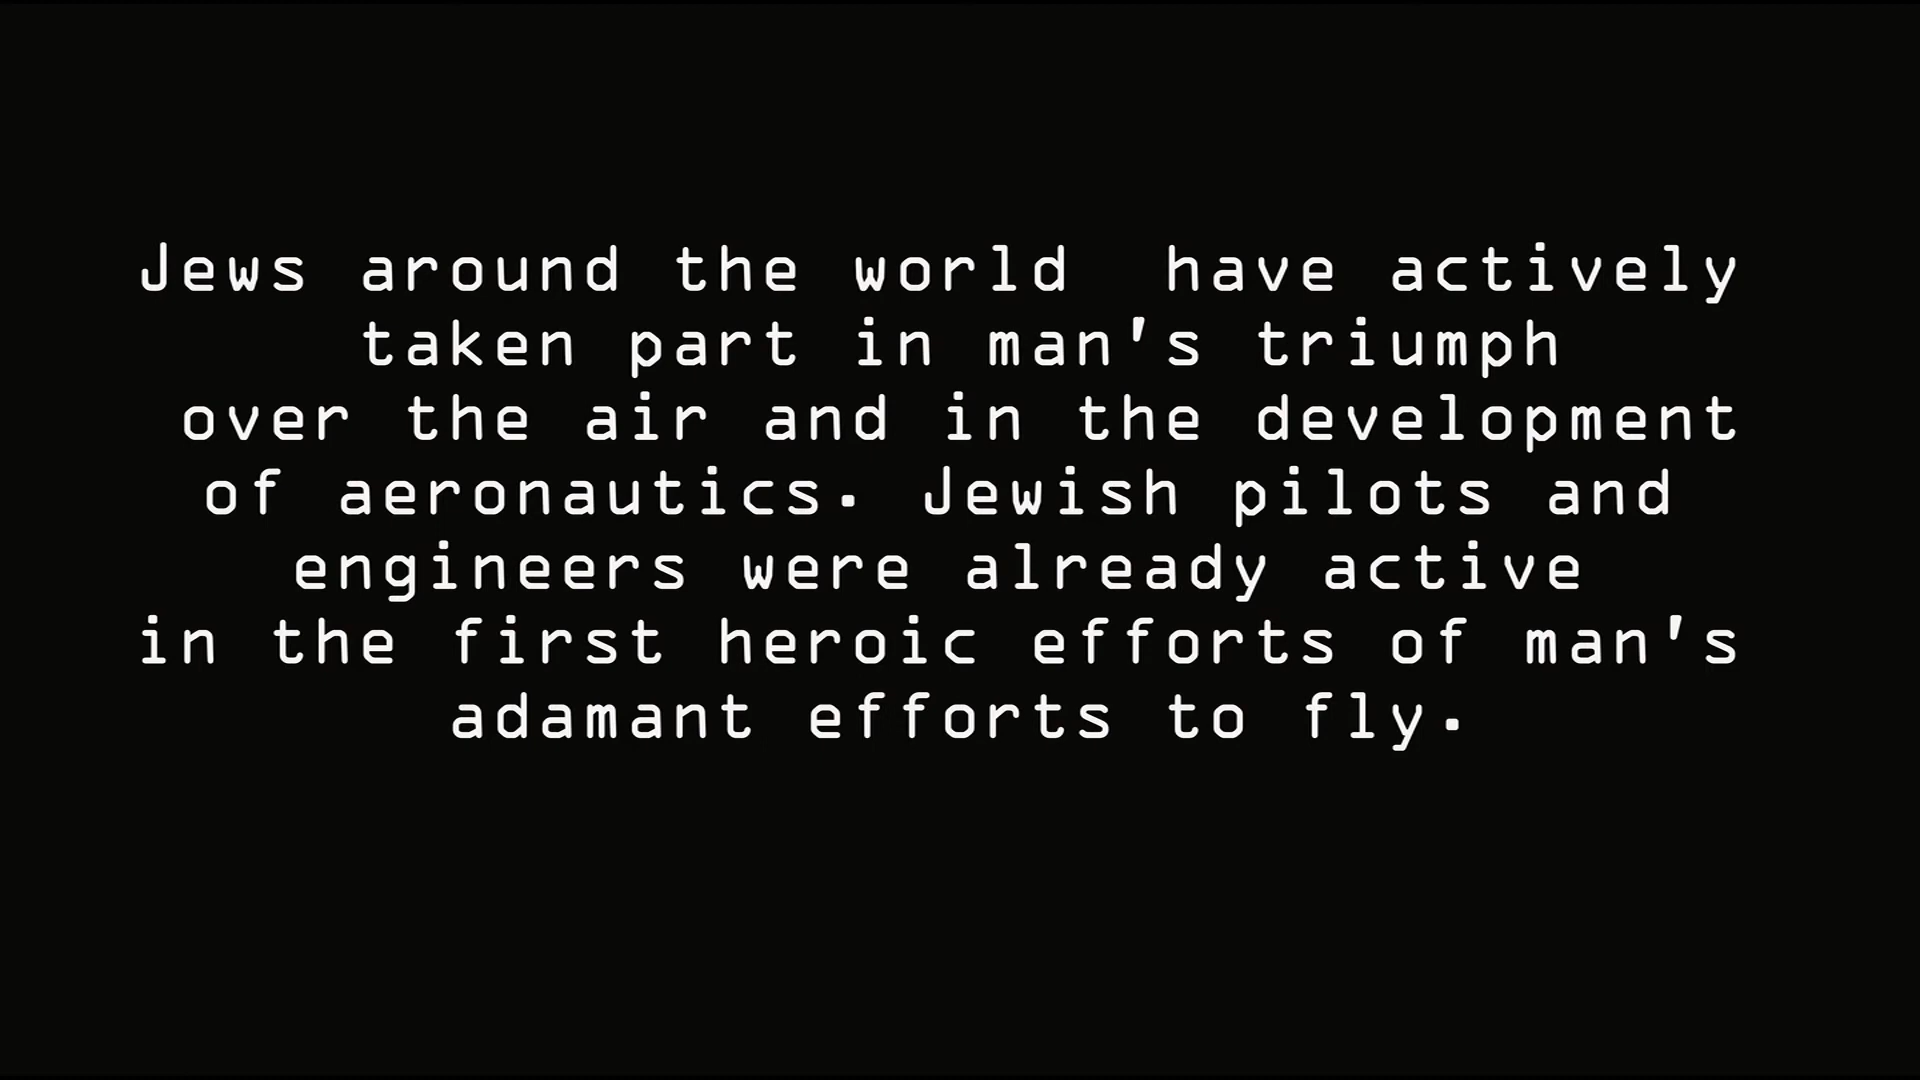 Jews around the world  have actively
taken part in man's triumph
over the air and in the development
of aeronautics. Jewish pilots and
engineers were already active
in the first heroic efforts of man's
adamant efforts to fly.